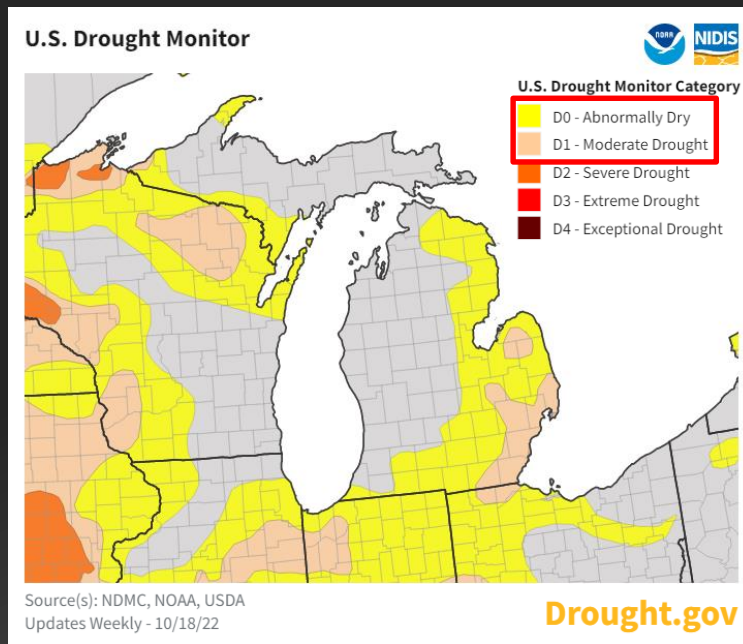 U.S. Drought Monitor
NOAA
NIDIS
U.S. Drought Monitor Category
D0 - Abnormally Dry
D1 - Moderate Drought
D2 - Severe Drought
D3 - Extreme Drought
D4 - Exceptional Drought
Source(s): NDMC, NOAA, USDA
Updates Weekly - 10/18/22
Drought.gov